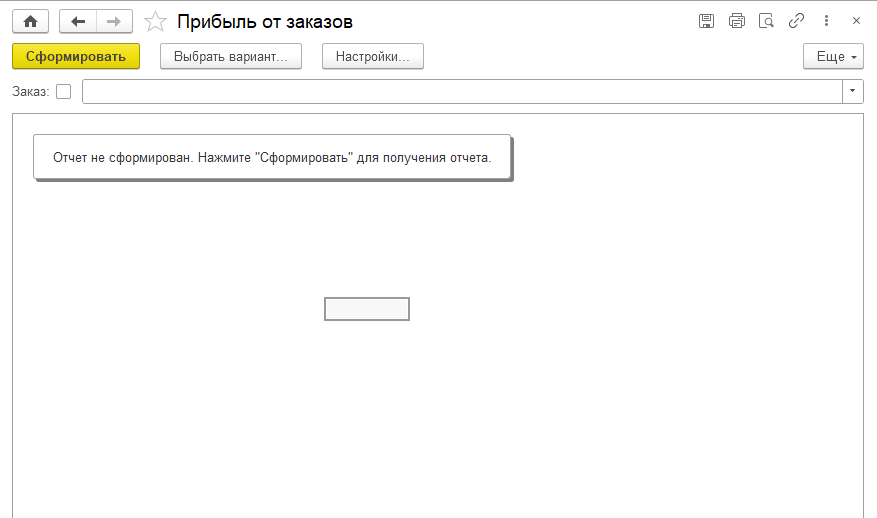 Прибыль от заказов
Сформировать Выбрать вариант... Настройки... Еще
Заказ:
Отчет не сформирован. Нажмите "Сформировать" для получения отчета.